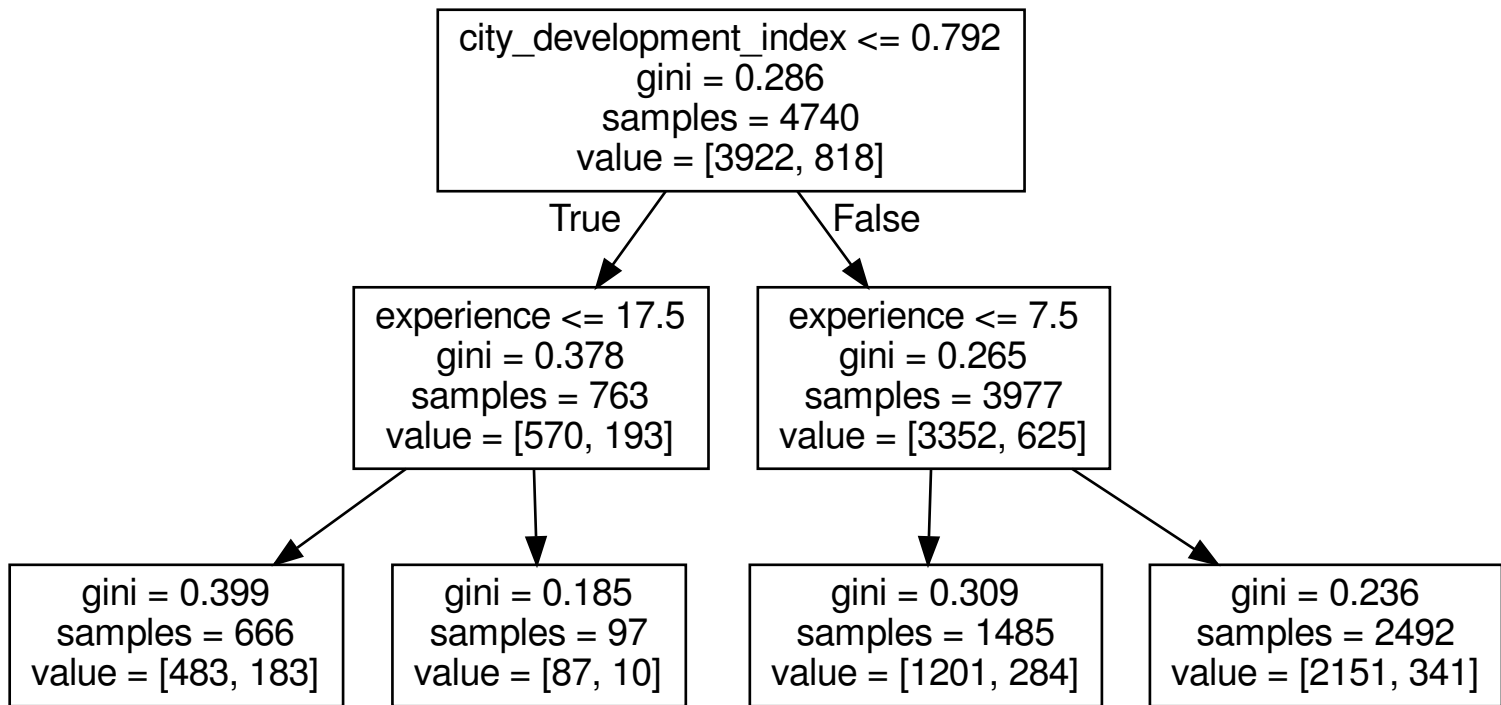 city_development_index <= 0.792
gini = 0.286
samples = 4740
value = [3922, 818]
True
False
experience <= 17.5
gini = 0.378
samples = 763
value = [570, 193]
experience <= 7.5
gini = 0.265
samples = 3977
value = [3352, 625]
gini = 0.399
samples = 666
value = [483, 183]
gini = 0.185
samples = 97
value = [87, 10]
gini = 0.309
samples = 1485
value = [1201, 284]
gini = 0.236
samples = 2492
value = [2151, 341]